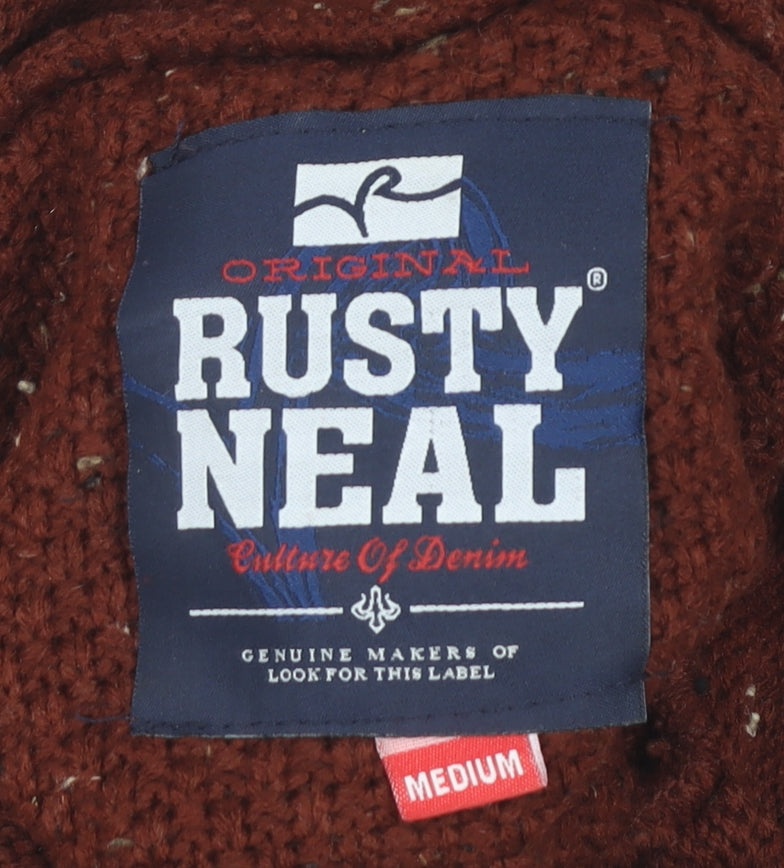 ORIGINAL
RUSTY
®
NEAL
Culture Of Denim
GENUINE MAKERS OF
LOOK FOR THIS LABEL
MEDIUM